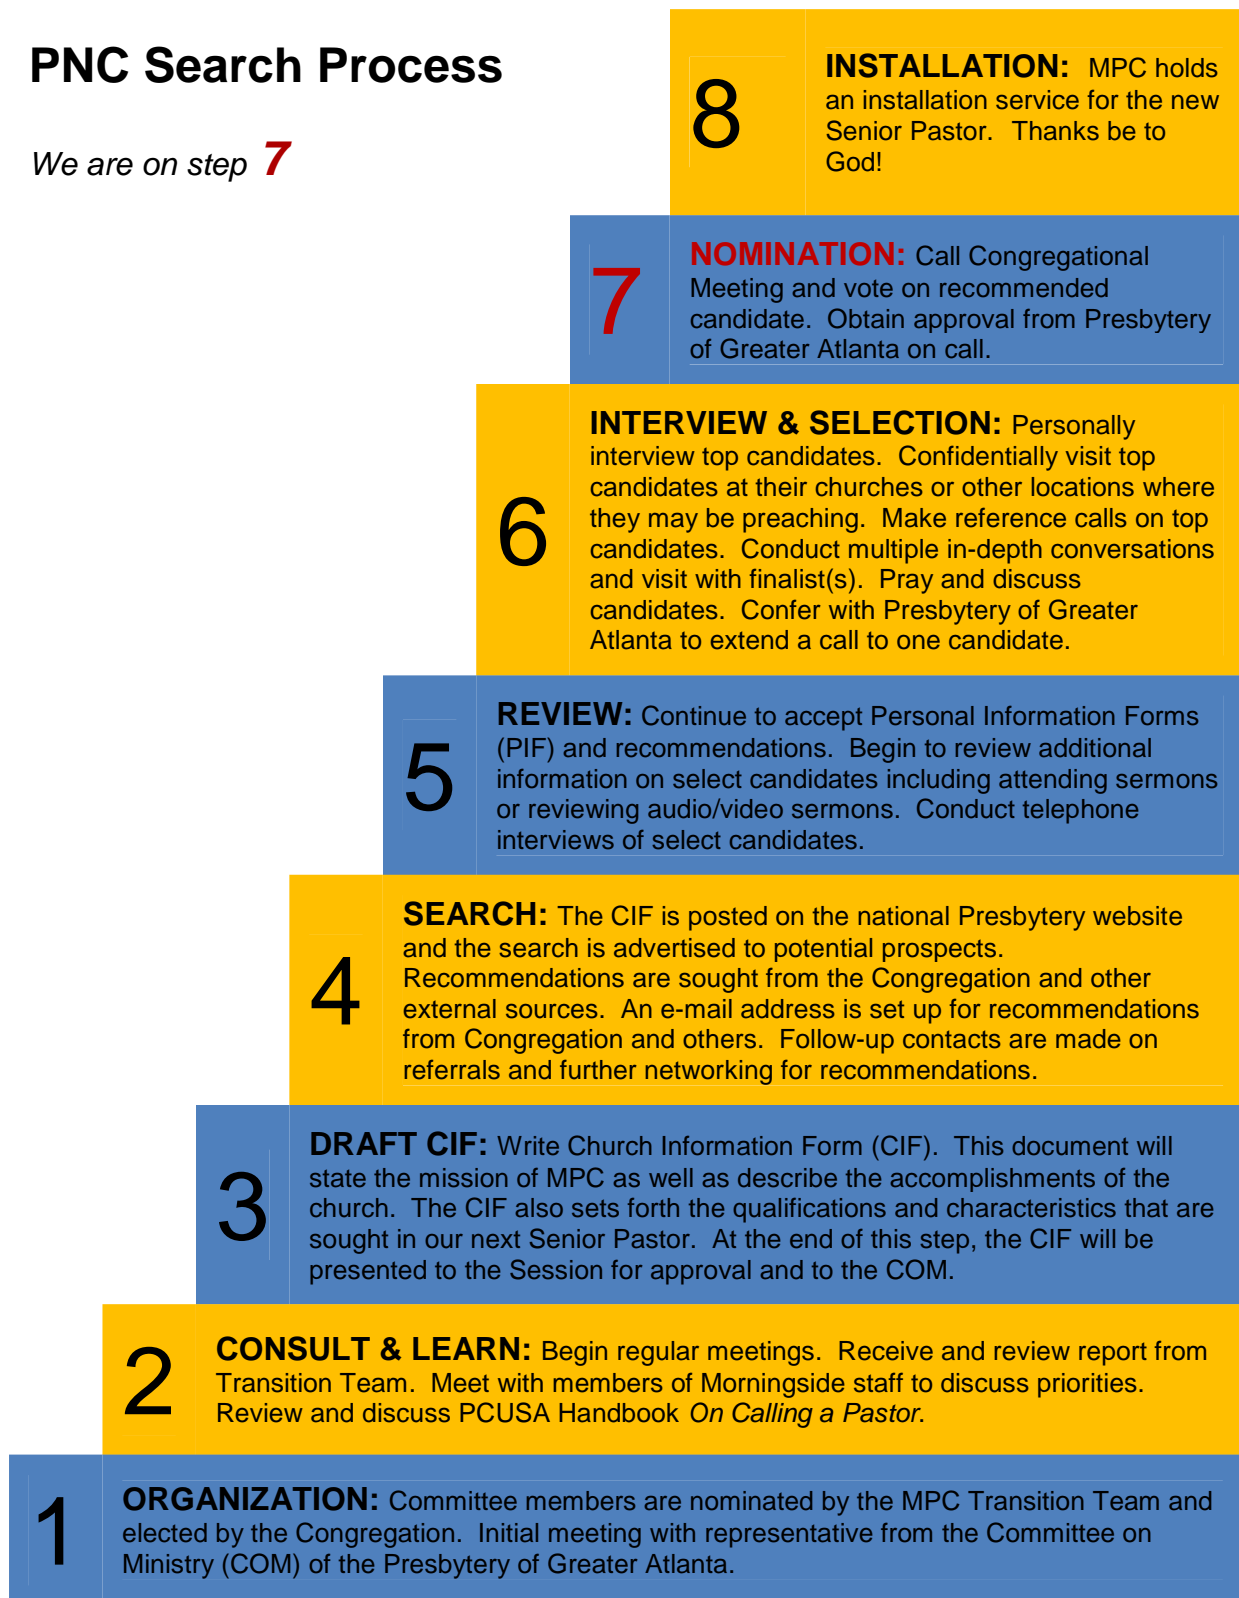 PNC Search Process
We are on step 7
8
INSTALLATION: MPC holds
an installation service for the new
Senior Pastor. Thanks be to
God!
7
NOMINATION: Call Congregational
Meeting and vote on recommended
candidate. Obtain approval from Presbytery
of Greater Atlanta on call.
6
INTERVIEW & SELECTION: Personally
interview top candidates. Confidentially visit top
candidates at their churches or other locations where
they may be preaching. Make reference calls on top
candidates. Conduct multiple in-depth conversations
and visit with finalist(s). Pray and discuss
candidates. Confer with Presbytery of Greater
Atlanta to extend a call to one candidate.
5
REVIEW: Continue to accept Personal Information Forms
(PIF) and recommendations. Begin to review additional
information on select candidates including attending sermons
or reviewing audio/video sermons. Conduct telephone
interviews of select candidates.
4
SEARCH: The CIF is posted on the national Presbytery website
and the search is advertised to potential prospects.
Recommendations are sought from the Congregation and other
external sources. An e-mail address is set up for recommendations
from Congregation and others. Follow-up contacts are made on
referrals and further networking for recommendations.
3
DRAFT CIF: Write Church Information Form (CIF). This document will
state the mission of MPC as well as describe the accomplishments of the
church. The CIF also sets forth the qualifications and characteristics that are
sought in our next Senior Pastor. At the end of this step, the CIF will be
presented to the Session for approval and to the COM.
2
CONSULT & LEARN: Begin regular meetings. Receive and review report from
Transition Team. Meet with members of Morningside staff to discuss priorities.
Review and discuss PCUSA Handbook On Calling a Pastor.
1
ORGANIZATION: Committee members are nominated by the MPC Transition Team and
elected by the Congregation. Initial meeting with representative from the Committee on
Ministry (COM) of the Presbytery of Greater Atlanta.